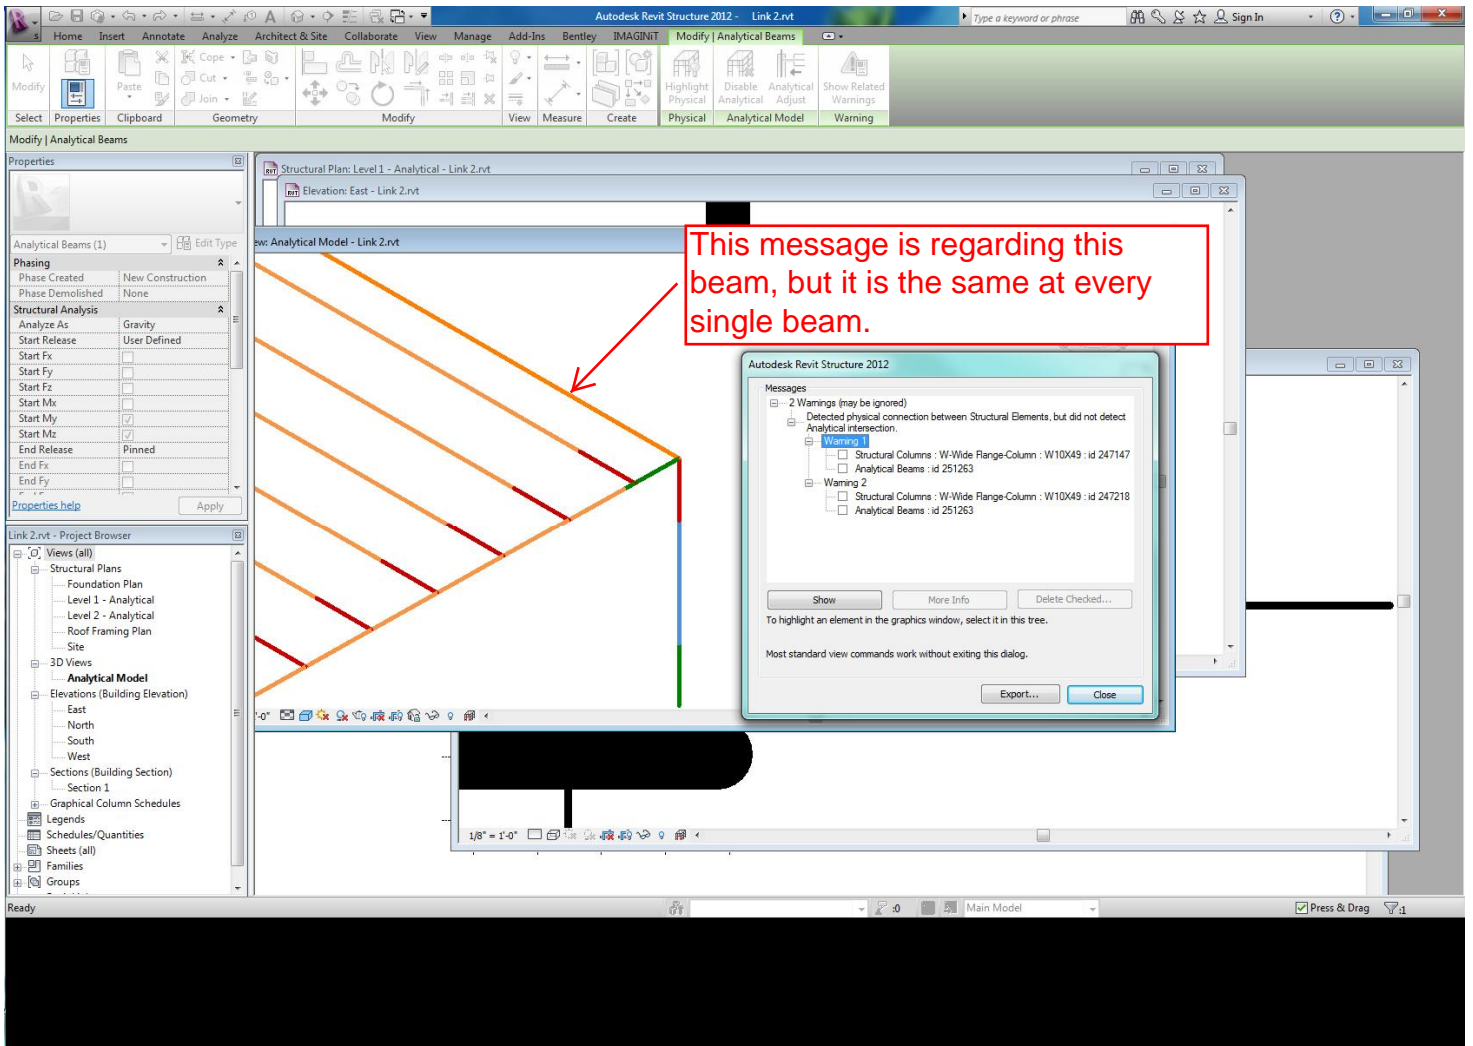 Autodesk Revit Structure 2012 - Link 2.rvt
Type a keyword or phrase
Sign In
Home Insert Annotate Analyze Architect & Site Collaborate View Manage Add-Ins Bentley IMAGINiT Modify | Analytical Beams
Modify
Paste
Cope
Cut
Join
Highlight Physical
Disable Analytical
Analytical Adjust
Show Related Warnings
Select Properties Clipboard Geometry Modify View Measure Create Physical Analytical Model Warning
Modify | Analytical Beams
Properties
Analytical Beams (1)
Edit Type
Phasing
Phase Created New Construction
Phase Demolished None
Structural Analysis
Analyze As Gravity
Start Release User Defined
Start Fx
Start Fy
Start Fz
Start Mx
Start My
Start Mz
End Release Pinned
End Fx
End Fy
Properties help
Apply
Link 2.rvt - Project Browser
Views (all)
Structural Plans
Foundation Plan
Level 1 - Analytical
Level 2 - Analytical
Roof Framing Plan
Site
3D Views
Analytical Model
Elevations (Building Elevation)
East
North
South
West
Sections (Building Section)
Section 1
Graphical Column Schedules
Legends
Schedules/Quantities
Sheets (all)
Families
Groups
Structural Plan: Level 1 - Analytical - Link 2.rvt
Elevation: East - Link 2.rvt
ew: Analytical Model - Link 2.rvt
This message is regarding this
beam, but it is the same at every
single beam.
Autodesk Revit Structure 2012
Messages
2 Warnings (may be ignored)
Detected physical connection between Structural Elements, but did not detect
Analytical intersection.
Warning 1
Structural Columns : W-Wide Flange-Column : W10X49 : id 247147
Analytical Beams : id 251263
Warning 2
Structural Columns : W-Wide Flange-Column : W10X49 : id 247218
Analytical Beams : id 251263
Show
More Info
Delete Checked...
To highlight an element in the graphics window, select it in this tree.
Most standard view commands work without exiting this dialog.
Export...
Close
'-0"
1/8" = 1'-0"
Ready
:0
Main Model
Press & Drag
:1